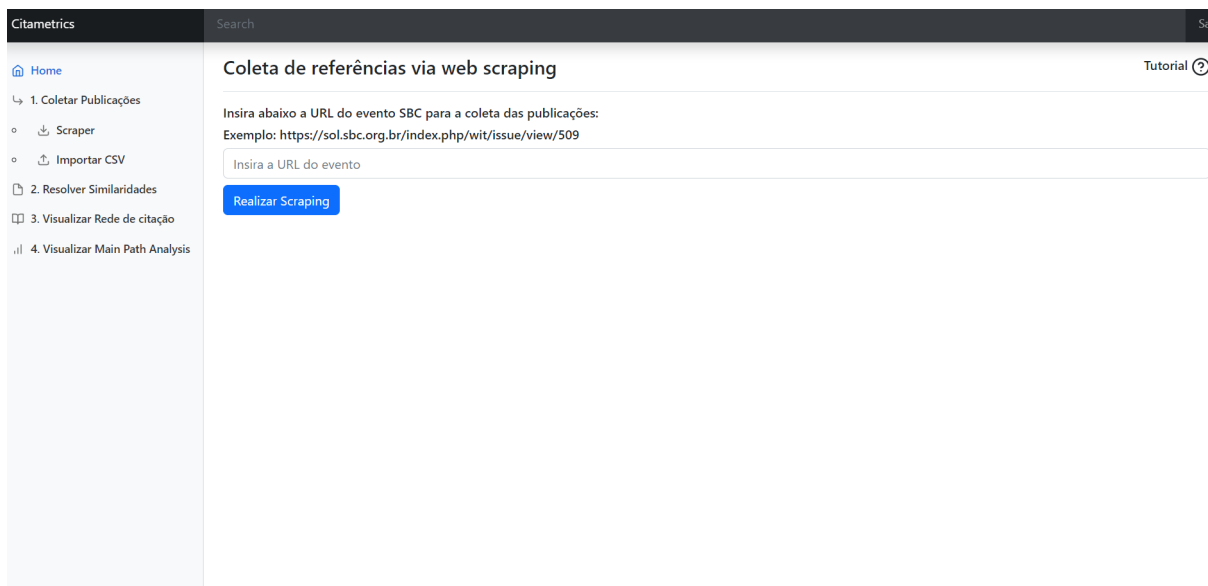 Citametrics
Search
Home
1. Coletar Publicações
Scraper
Importar CSV
2. Resolver Similaridades
3. Visualizar Rede de citação
4. Visualizar Main Path Analysis
Coleta de referências via web scraping
Tutorial
Insira abaixo a URL do evento SBC para a coleta das publicações:
Exemplo: https://sol.sbc.org.br/index.php/wit/issue/view/509
Insira a URL do evento
Realizar Scraping